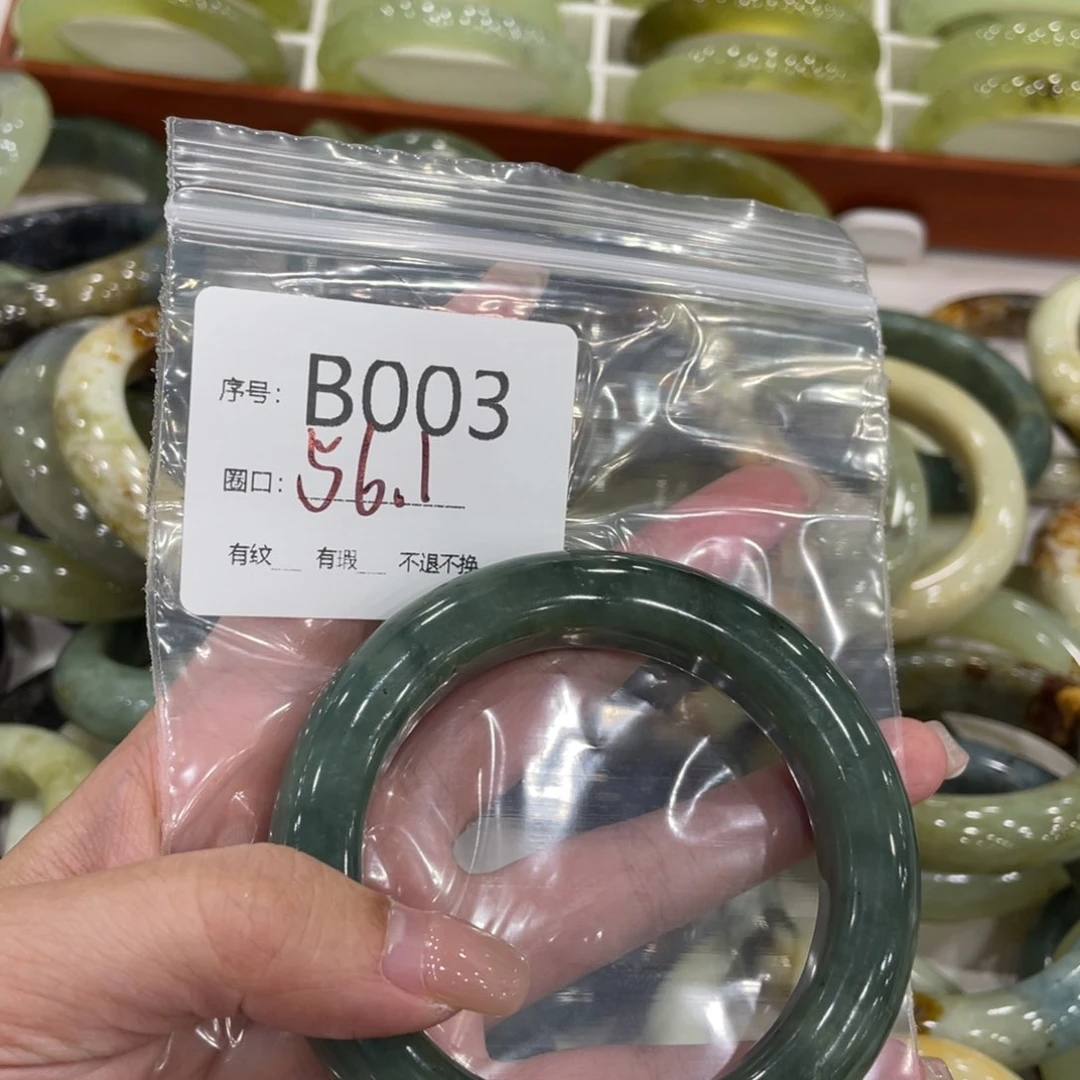 序号: B003
圈口: 56.1
有纹__ 有瑕__ 不退不换